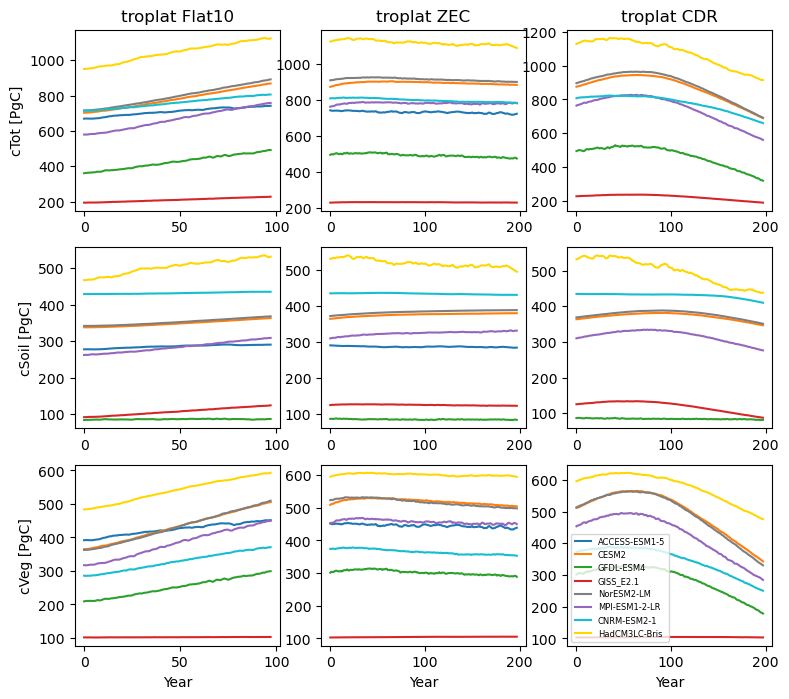 troplat Flat10 troplat ZEC troplat CDR
cTot [PgC]
1000
800
600
400
200
0 50 100
1000
800
600
400
200
0 100 200
1200
1000
800
600
400
200
0 100 200
cSoil [PgC]
500
400
300
200
100
0 50 100
500
400
300
200
100
0 100 200
500
400
300
200
100
0 100 200
cVeg [PgC]
600
500
400
300
200
100
0 50 100
Year
600
500
400
300
200
100
0 100 200
Year
600
500
400
300
200
100
ACCESS-ESM1-5
CESM2
GFDL-ESM4
GISS_E2.1
NorESM2-LM
MPI-ESM1-2-LR
CNRM-ESM2-1
HadCM3LC-Bris
0 100 200
Year